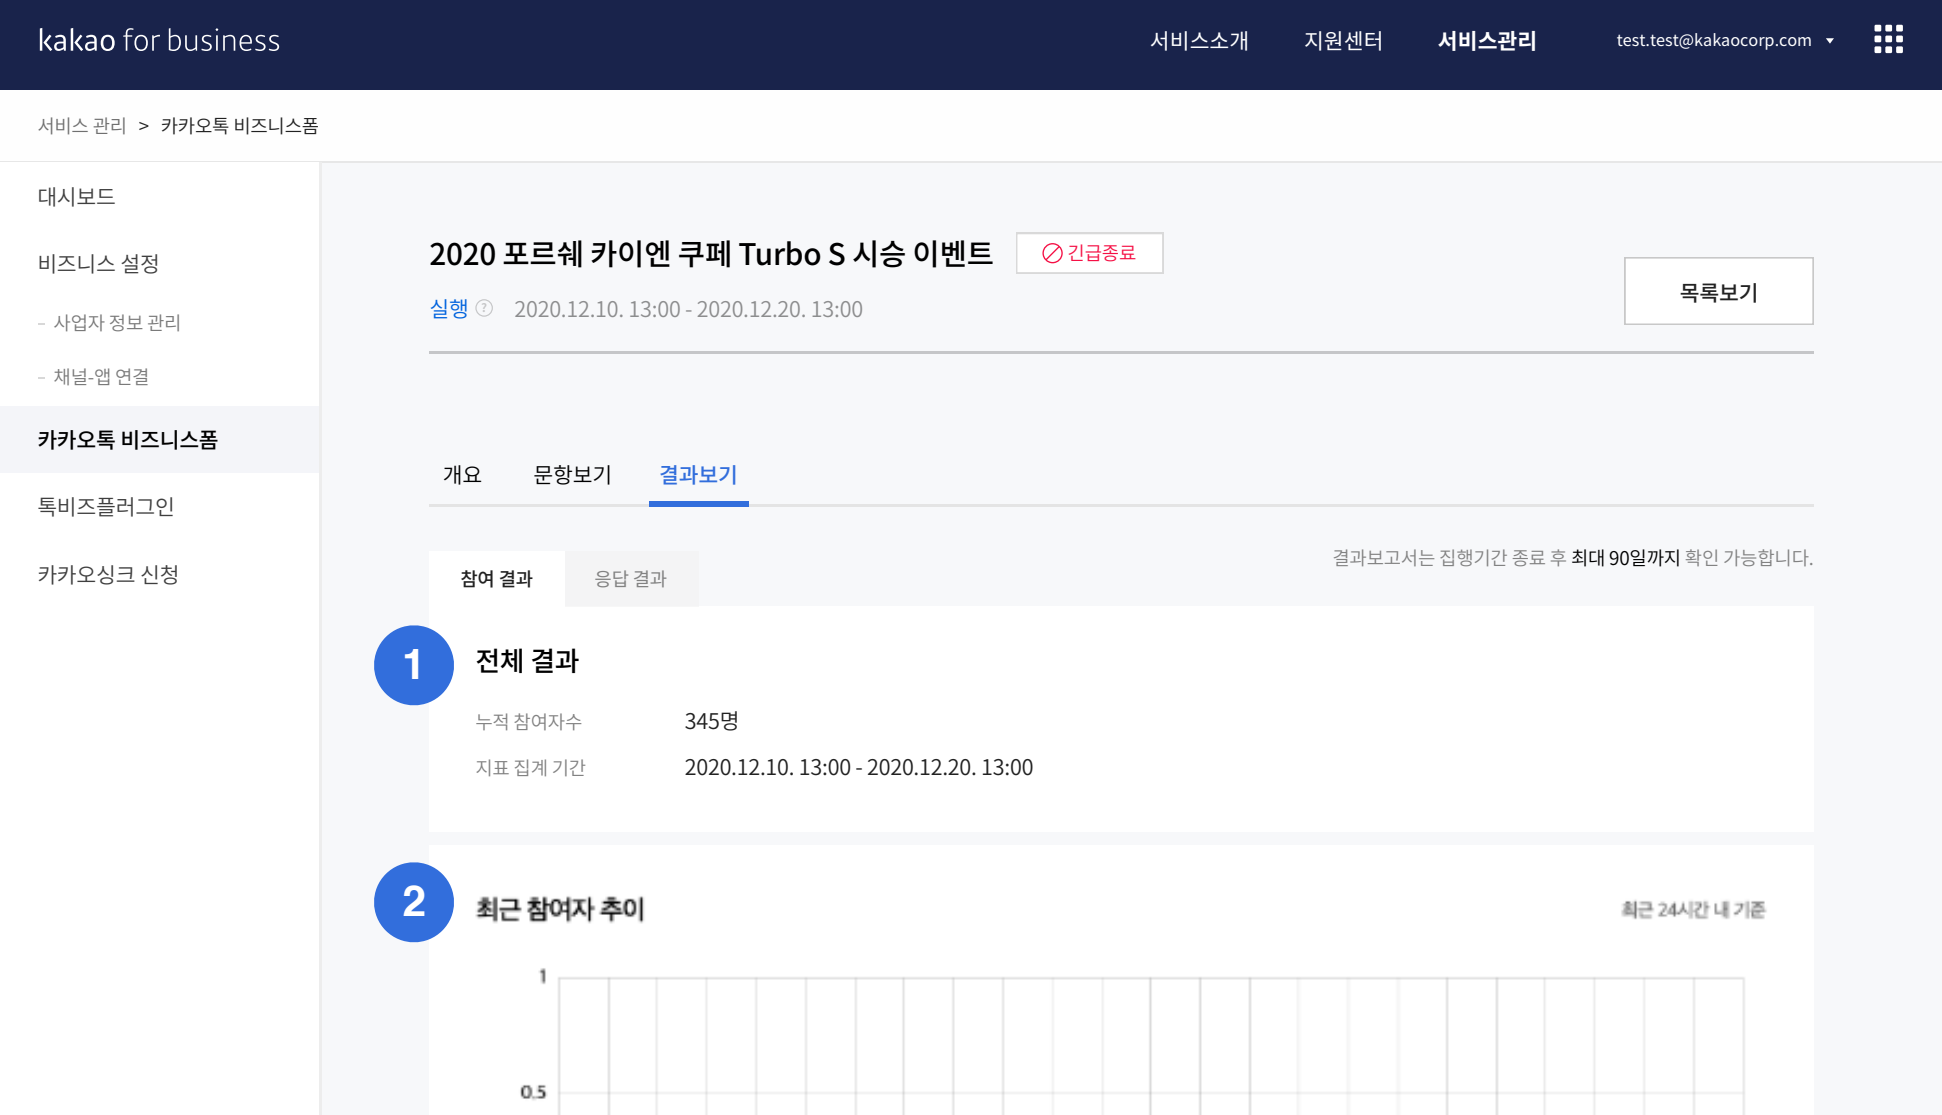 kakao for business
서비스소개 지원센터 서비스관리 test.test@kakaocorp.com
서비스 관리 > 카카오톡 비즈니스폼
대시보드
비즈니스 설정
- 사업자 정보 관리
- 채널-앱 연결
카카오톡 비즈니스폼
톡비즈플러그인
카카오싱크 신청
2020 포르쉐 카이엔 쿠페 Turbo S 시승 이벤트 긴급종료
실행 ? 2020.12.10. 13:00 - 2020.12.20. 13:00
목록보기
개요 문항보기 결과보기
결과보고서는 집행기간 종료 후 최대 90일까지 확인 가능합니다.
참여 결과 응답 결과
1
전체 결과
누적 참여자수 345명
지표 집계 기간 2020.12.10. 13:00 - 2020.12.20. 13:00
2
최근 참여자 추이
최근 24시간 내 기준
1
0.5